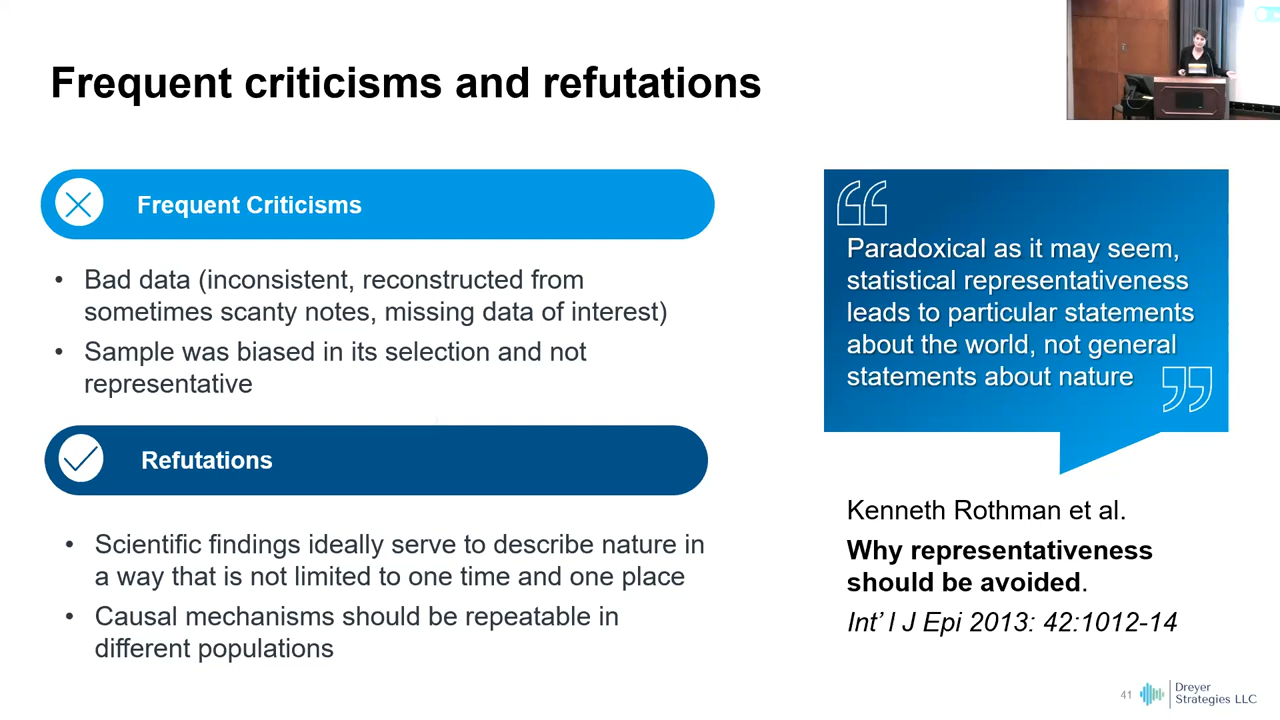 Frequent criticisms and refutations
Frequent Criticisms
• Bad data (inconsistent, reconstructed from
sometimes scanty notes, missing data of interest)
• Sample was biased in its selection and not
representative
Refutations
• Scientific findings ideally serve to describe nature in
a way that is not limited to one time and one place
• Causal mechanisms should be repeatable in
different populations
“
Paradoxical as it may seem,
statistical representativeness
leads to particular statements
about the world, not general
statements about nature
”
Kenneth Rothman et al.
Why representativeness
should be avoided.
Int’ l J Epi 2013: 42:1012-14
41
Dreyer
Strategies LLC